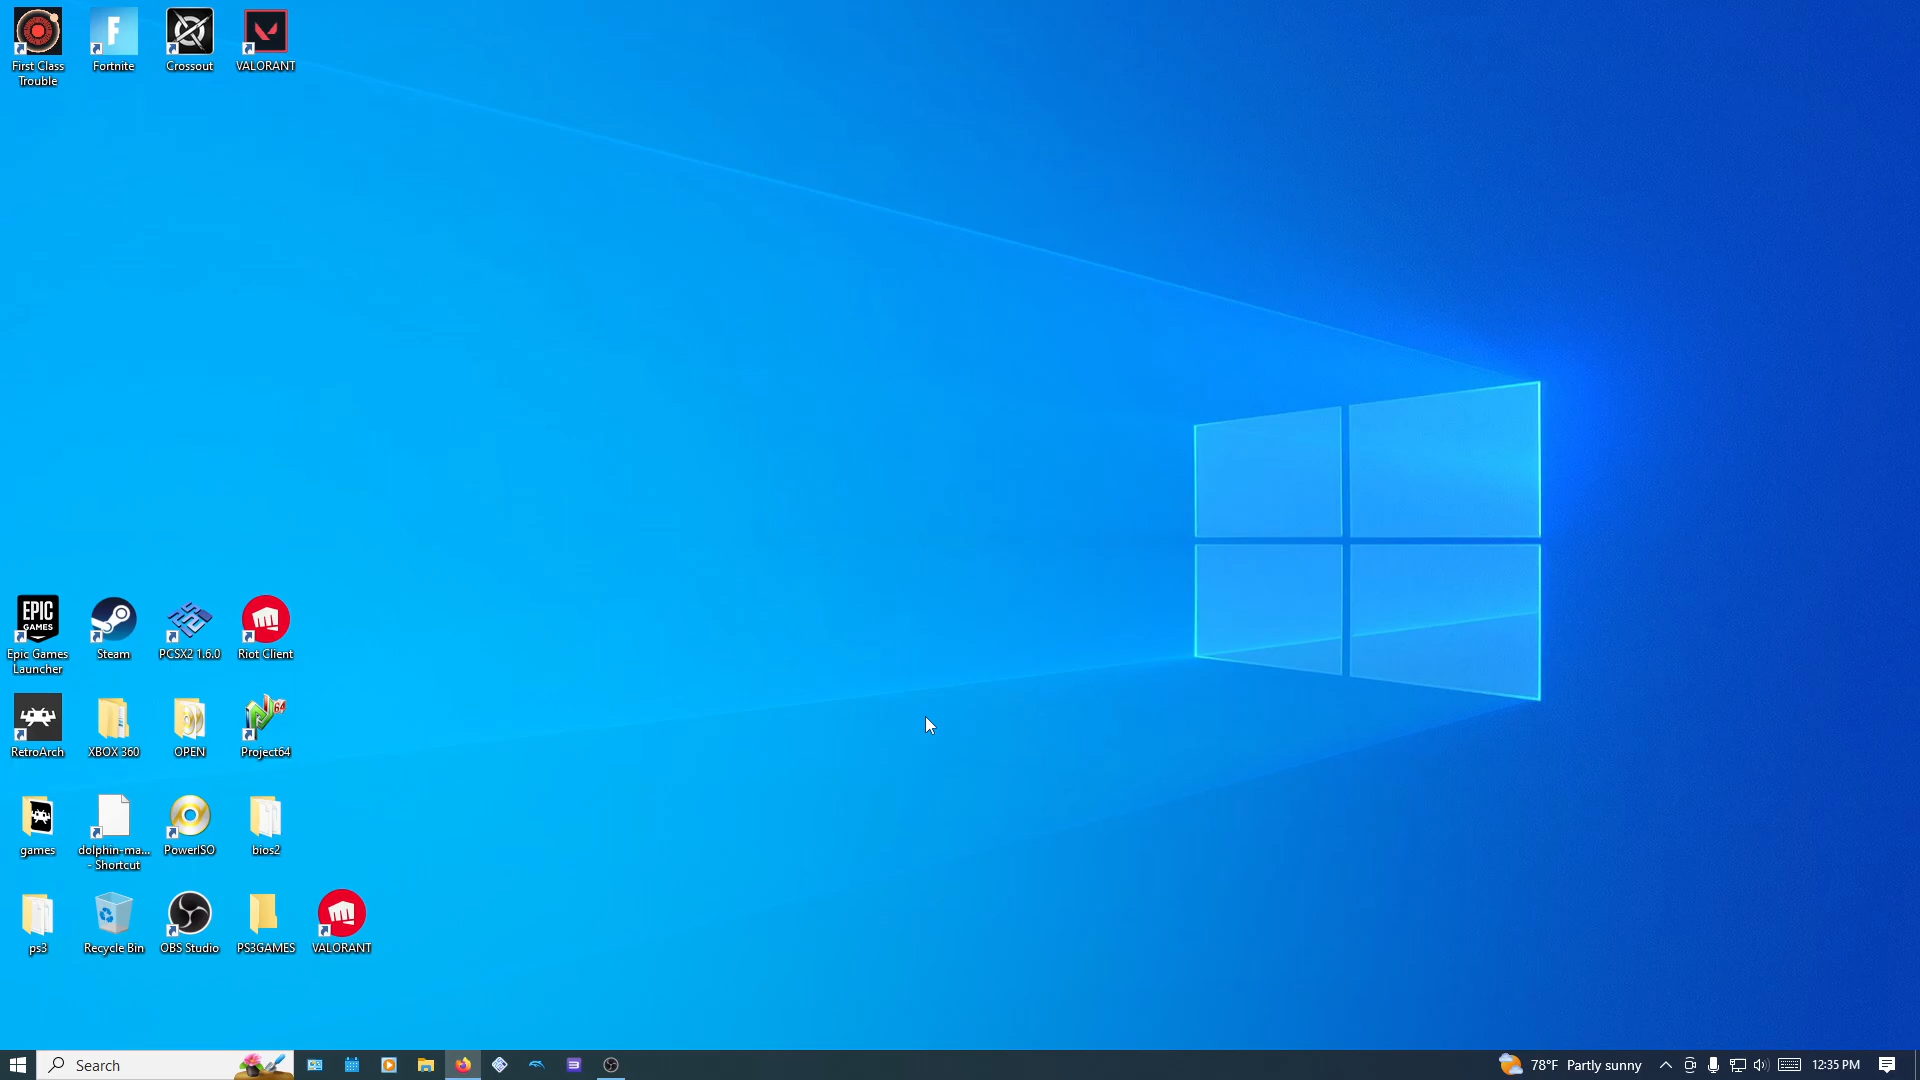 First Class
Trouble
Fortnite
Crossout
VALORANT
EPIC
GAMES
Epic Games
Launcher
Steam
PCSX2 1.6.0
Riot Client
RetroArch
XBOX 360
OPEN
64
Project64
games
dolphin-ma...
- Shortcut
PowerISO
bios2
ps3
Recycle Bin
OBS Studio
PS3GAMES
VALORANT
Search
78°F Partly sunny
12:35 PM